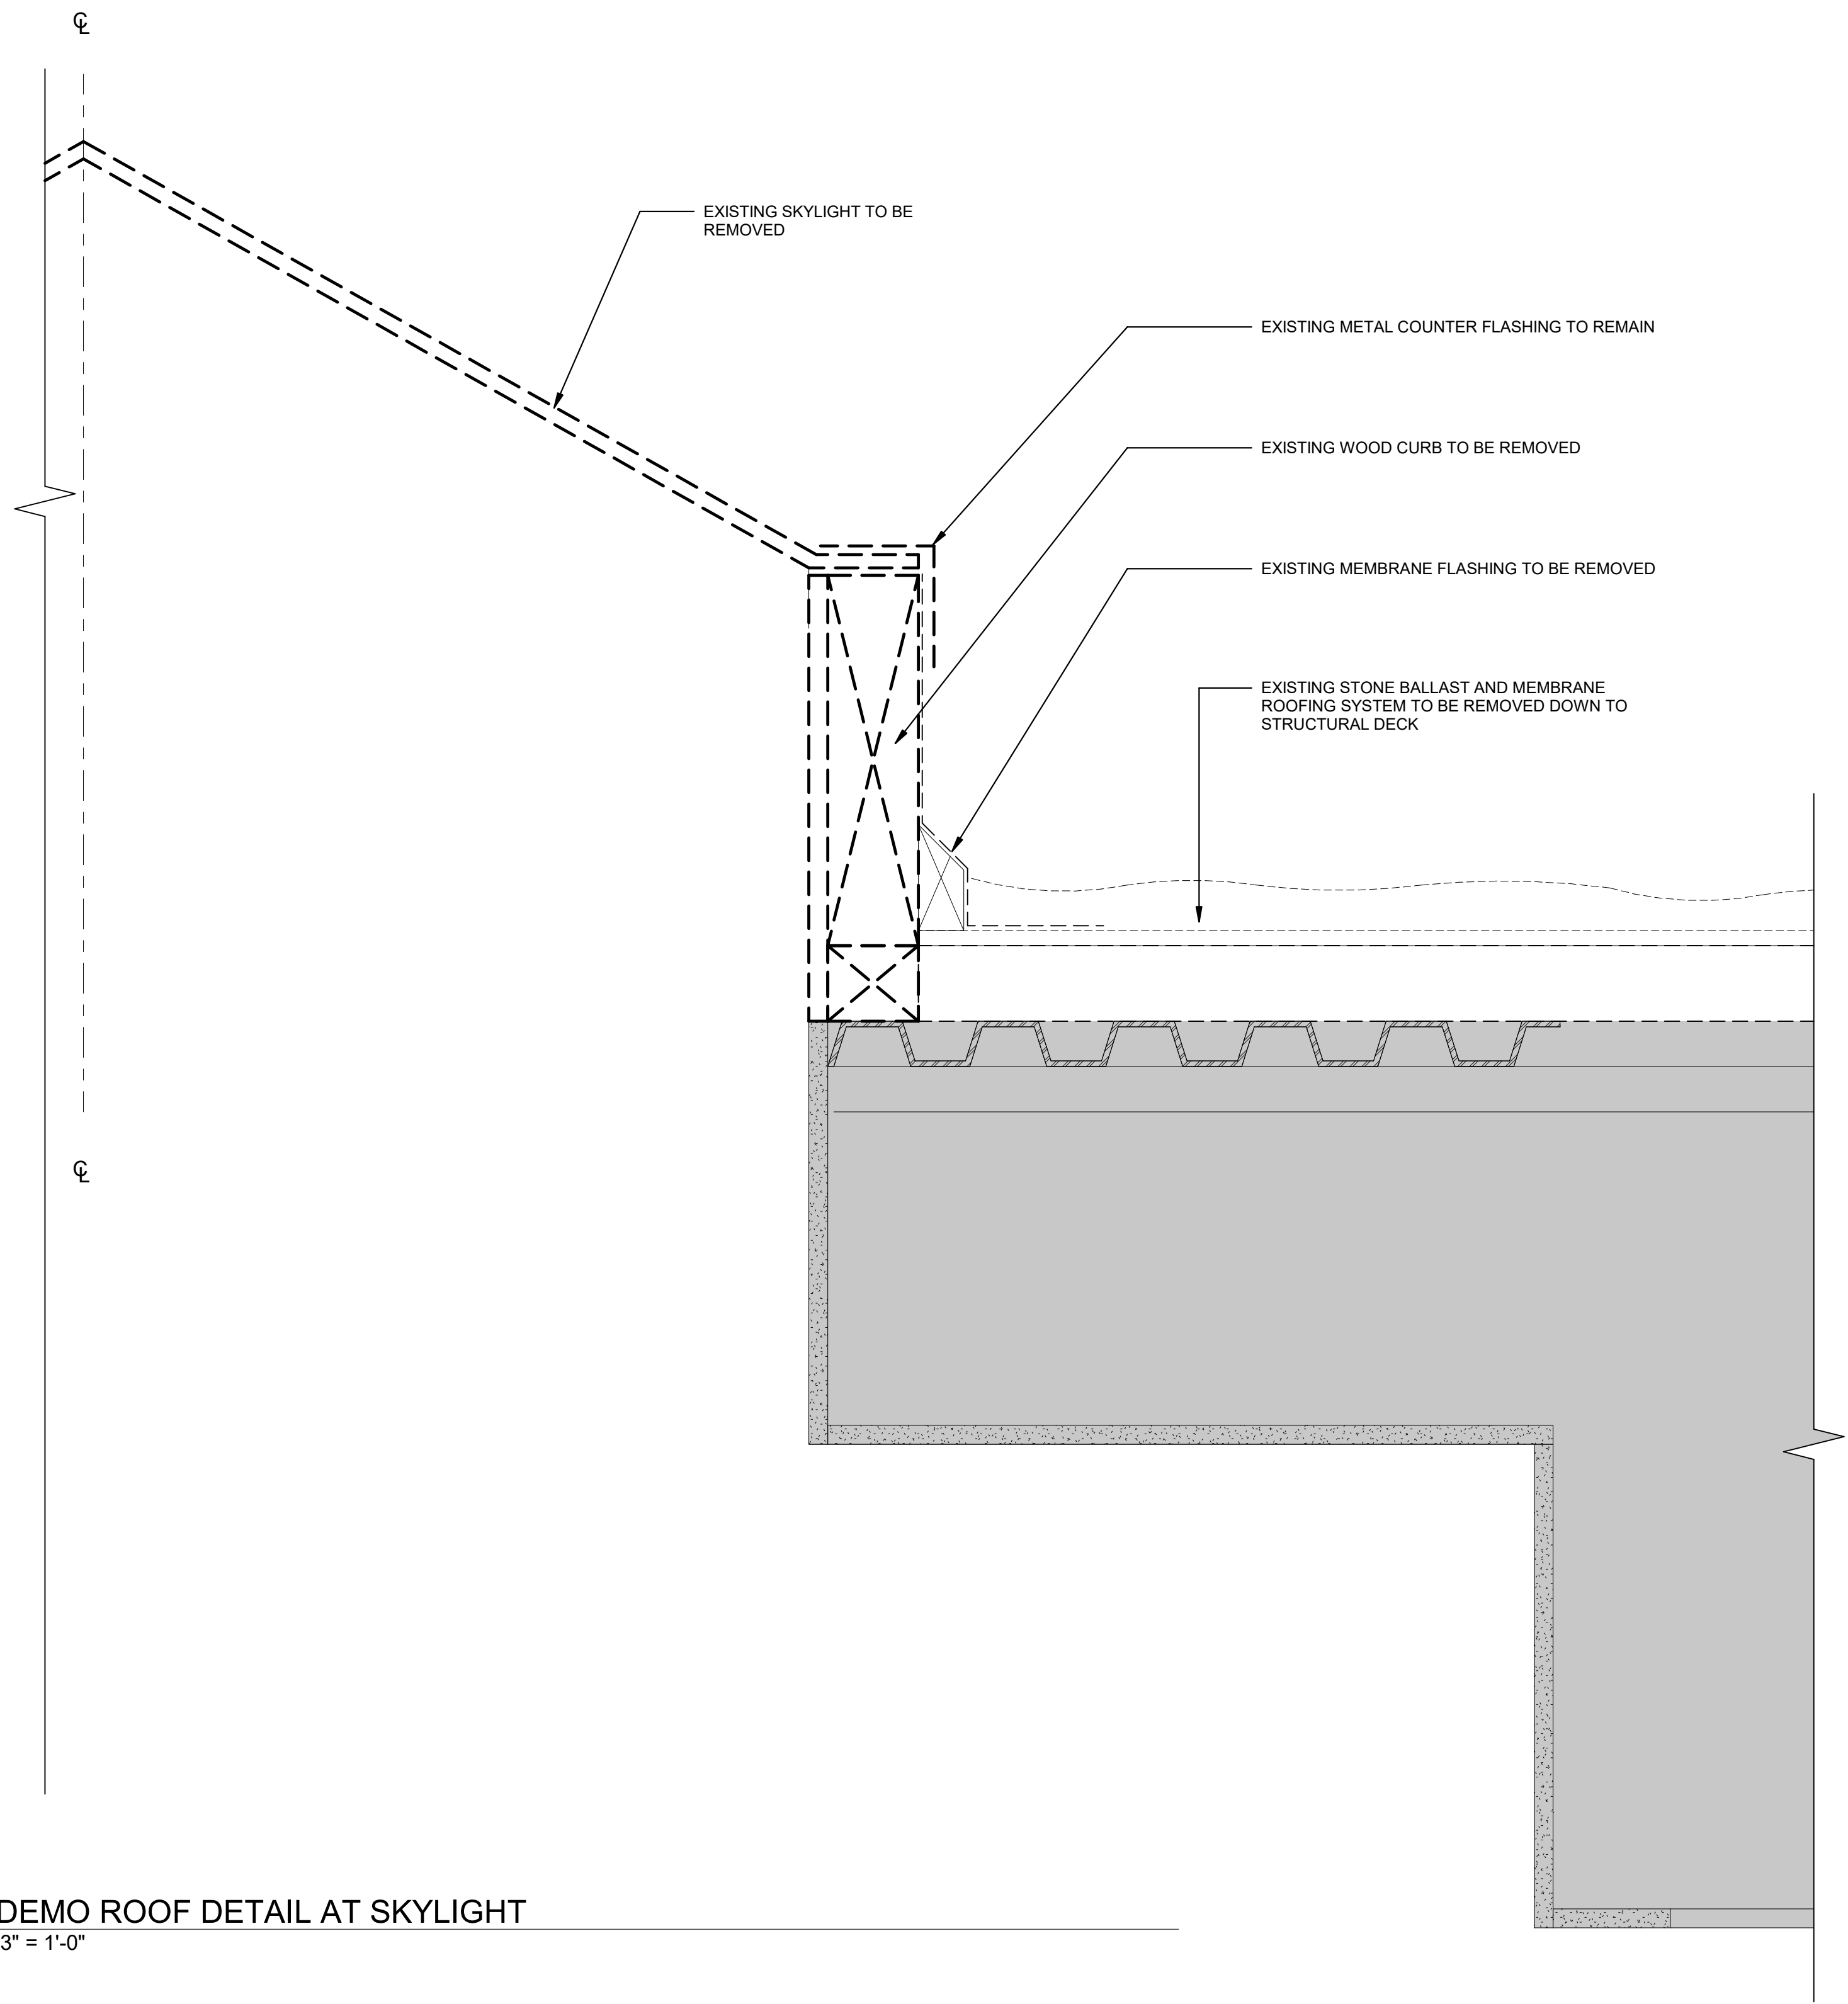 ℄
EXISTING SKYLIGHT TO BE
REMOVED
EXISTING METAL COUNTER FLASHING TO REMAIN
EXISTING WOOD CURB TO BE REMOVED
EXISTING MEMBRANE FLASHING TO BE REMOVED
EXISTING STONE BALLAST AND MEMBRANE
ROOFING SYSTEM TO BE REMOVED DOWN TO
STRUCTURAL DECK
℄
DEMO ROOF DETAIL AT SKYLIGHT
3" = 1'-0"